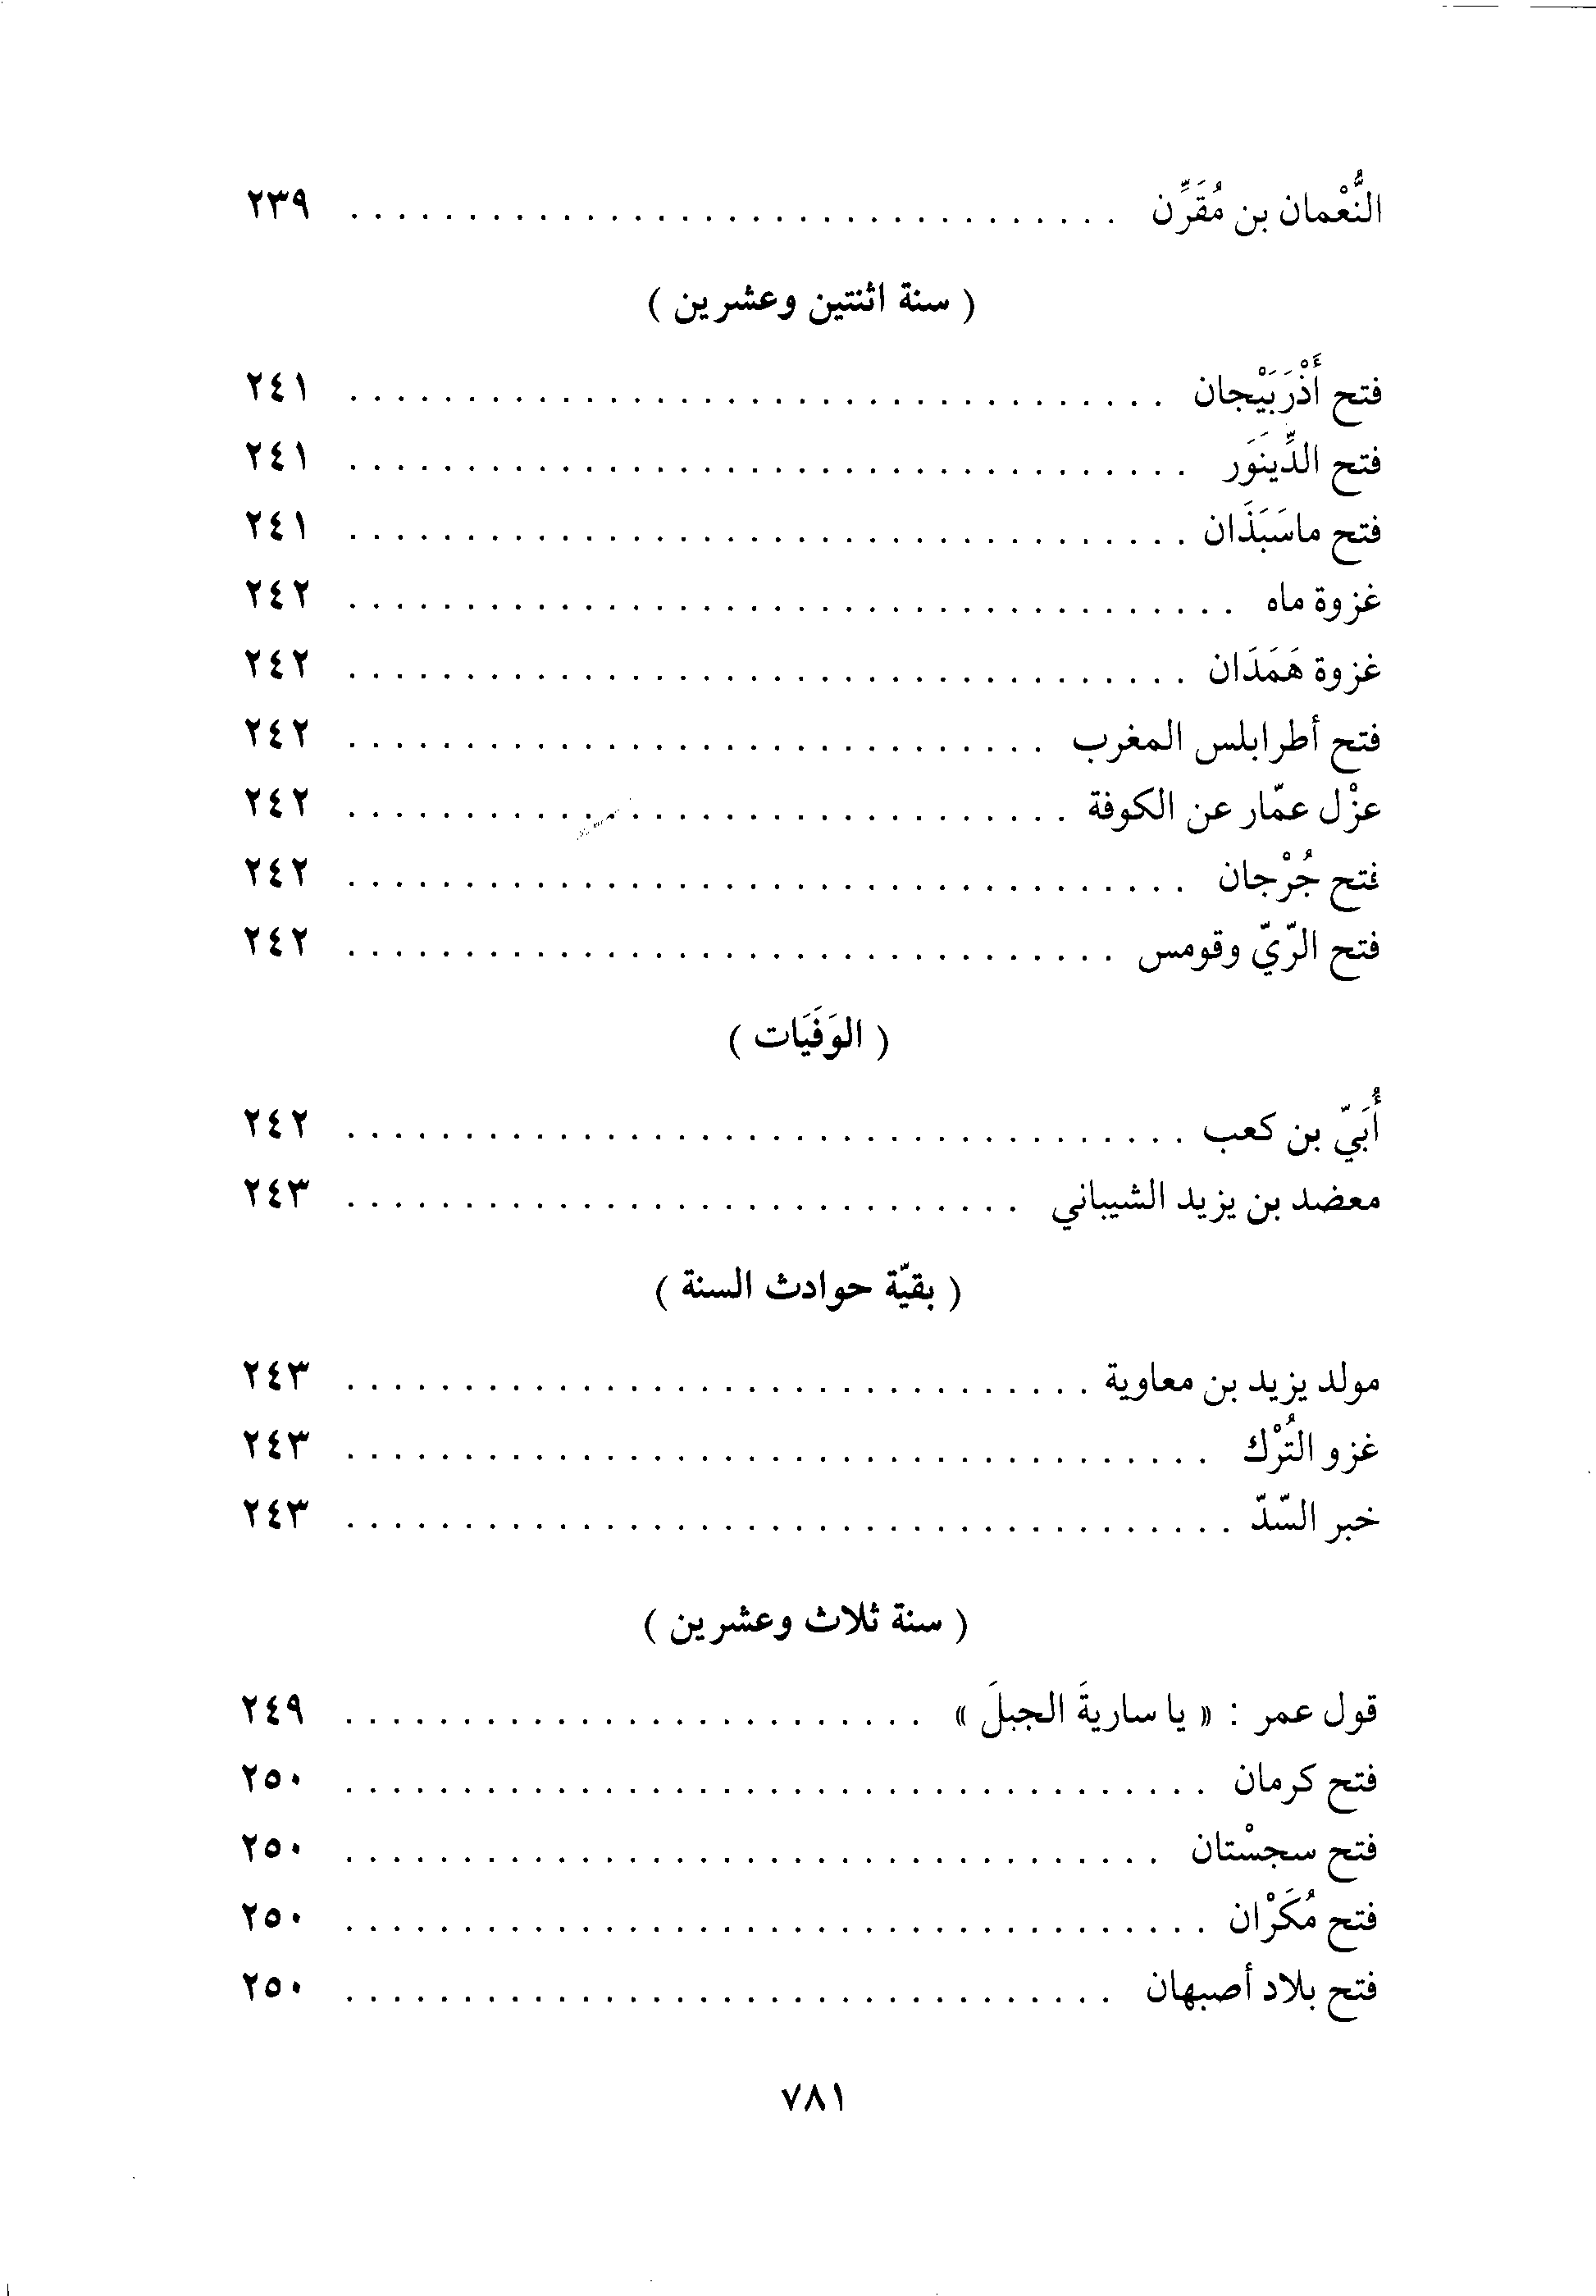 النُّعْمان بن مُقَرِّن . . . . . . . . . . . . . . . . . . . . . . . . . . . . . . . . . ٢٣٩
( سنة اثنتين وعشرين )
فتح أَذْرَبَيْجان . . . . . . . . . . . . . . . . . . . . . . . . . . . . . . . . . . . ٢٤١
فتح الدِّينَوَر . . . . . . . . . . . . . . . . . . . . . . . . . . . . . . . . . . . . ٢٤١
فتح ماسَبَذَان . . . . . . . . . . . . . . . . . . . . . . . . . . . . . . . . . . . . ٢٤١
غزوة ماه . . . . . . . . . . . . . . . . . . . . . . . . . . . . . . . . . . . . . . ٢٤٢
غزوة هَمَدَان . . . . . . . . . . . . . . . . . . . . . . . . . . . . . . . . . . . . ٢٤٢
فتح أطرابلس المغرب . . . . . . . . . . . . . . . . . . . . . . . . . . . . . . ٢٤٢
عزْل عمّار عن الكوفة . . . . . . . . . . . . . . . . . . . . . . . . . . . . . . . ٢٤٢
فتح جُرْجان . . . . . . . . . . . . . . . . . . . . . . . . . . . . . . . . . . . . ٢٤٢
فتح الرّيّ وقومس . . . . . . . . . . . . . . . . . . . . . . . . . . . . . . . . . ٢٤٢
( الوَفَيَات )
أُبَيّ بن كعب . . . . . . . . . . . . . . . . . . . . . . . . . . . . . . . . . . . . ٢٤٢
معضد بن يزيد الشيباني . . . . . . . . . . . . . . . . . . . . . . . . . . . . . ٢٤٣
( بقيّة حوادث السنة )
مولد يزيد بن معاوية . . . . . . . . . . . . . . . . . . . . . . . . . . . . . . . . ٢٤٣
غزو التُرْك . . . . . . . . . . . . . . . . . . . . . . . . . . . . . . . . . . . . . ٢٤٣
خبر السّدّ . . . . . . . . . . . . . . . . . . . . . . . . . . . . . . . . . . . . . . ٢٤٣
( سنة ثلاث وعشرين )
قول عمر : « يا ساريةَ الجبلَ » . . . . . . . . . . . . . . . . . . . . . . . . . ٢٤٩
فتح كرمان . . . . . . . . . . . . . . . . . . . . . . . . . . . . . . . . . . . . . ٢٥٠
فتح سجسْتان . . . . . . . . . . . . . . . . . . . . . . . . . . . . . . . . . . . ٢٥٠
فتح مُكَرْان . . . . . . . . . . . . . . . . . . . . . . . . . . . . . . . . . . . . . ٢٥٠
فتح بلاد أصبهان . . . . . . . . . . . . . . . . . . . . . . . . . . . . . . . . . ٢٥٠
٧٨١